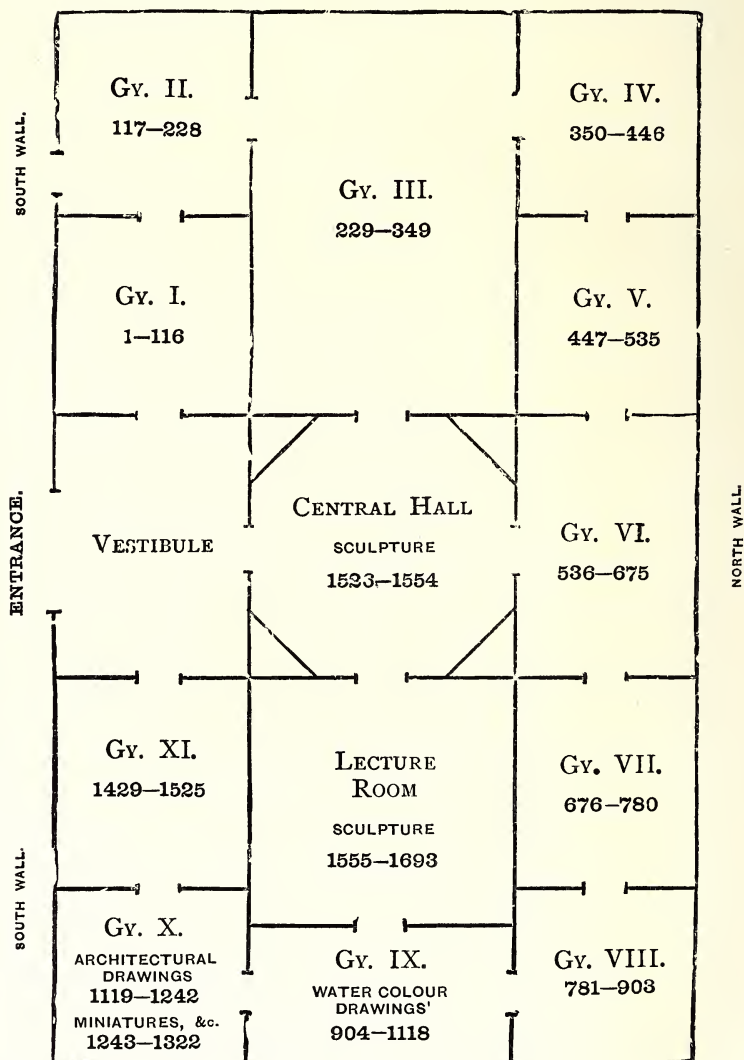 Gy. II.
117–228
Gy. III.
229–349
Gy. IV.
350–446
SOUTH WALL.
Gy. I.
1–116
Gy. V.
447–535
ENTRANCE.
VESTIBULE
CENTRAL HALL
SCULPTURE
1523–1554
Gy. VI.
536–675
NORTH WALL.
Gy. XI.
1429–1525
LECTURE
ROOM
SCULPTURE
1555–1693
Gy. VII.
676–780
SOUTH WALL.
Gy. X.
ARCHITECTURAL
DRAWINGS
1119–1242
MINIATURES, &c.
1243–1322
Gy. IX.
WATER COLOUR
DRAWINGS'
904–1118
Gy. VIII.
781–903